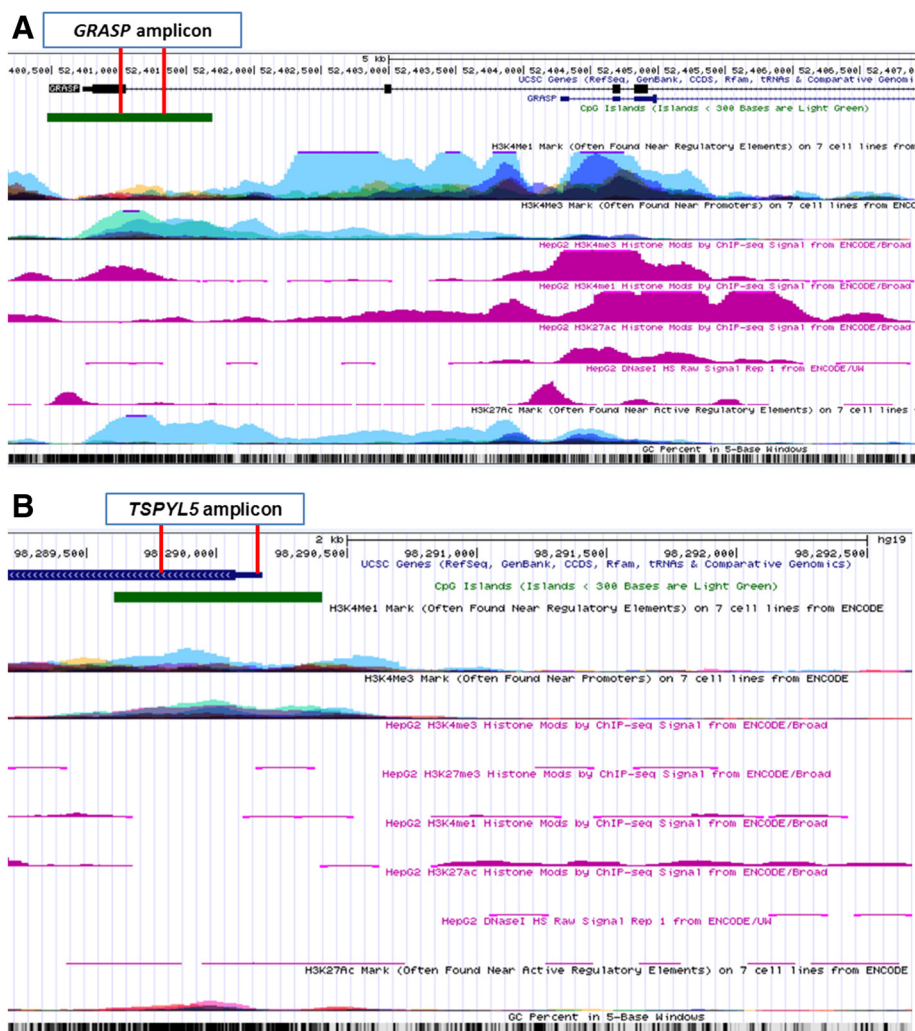 A
GRASP amplicon
5 kb
400,500| 52,401,000| 52,401,500| 52,402,000| 52,402,500| 52,403,000| 52,403,500| 52,404,000| 52,404,500| 52,405,000| 52,405,500| 52,406,000| 52,406,500| 52,407,0
UCSC Genes (RefSeq, GenBank, CCDS, Rfam, tRNAs & Comparative Genomi
GRASP
GRASP
CpG Islands (Islands < 300 Bases are Light Green)
H3K4Me1 Mark (Often Found Near Regulatory Elements) on 7 cell lines from
H3K4Me3 Mark (Often Found Near Promoters) on 7 cell lines from ENCO
HepG2 H3K4me3 Histone Mods by ChIP-seq Signal from ENCODE/Broad
HepG2 H3K4me1 Histone Mods by ChIP-seq Signal from ENCODE/Broad
HepG2 H3K27ac Histone Mods by ChIP-seq Signal from ENCODE/Broad
HepG2 DNaseI HS Raw Signal Rep 1 from ENCODE/UW
H3K27Ac Mark (Often Found Near Active Regulatory Elements) on 7 cell lines
GC Percent in 5-Base Windows
B
TSPYL5 amplicon
2 kb hg19
98,289,500| 98,290,000| 98,290,500| 98,291,000| 98,291,500| 98,292,000| 98,292,500|
UCSC Genes (RefSeq, GenBank, CCDS, Rfam, tRNAs & Comparative Genomics)
CpG Islands (Islands < 300 Bases are Light Green)
H3K4Me1 Mark (Often Found Near Regulatory Elements) on 7 cell lines from ENCODE
H3K4Me3 Mark (Often Found Near Promoters) on 7 cell lines from ENCODE
HepG2 H3K4me3 Histone Mods by ChIP-seq Signal from ENCODE/Broad
HepG2 H3K27me3 Histone Mods by ChIP-seq Signal from ENCODE/Broad
HepG2 H3K4me1 Histone Mods by ChIP-seq Signal from ENCODE/Broad
HepG2 H3K27ac Histone Mods by ChIP-seq Signal from ENCODE/Broad
HepG2 DNaseI HS Raw Signal Rep 1 from ENCODE/UW
H3K27Ac Mark (Often Found Near Active Regulatory Elements) on 7 cell lines from ENCODE
GC Percent in 5-Base Windows